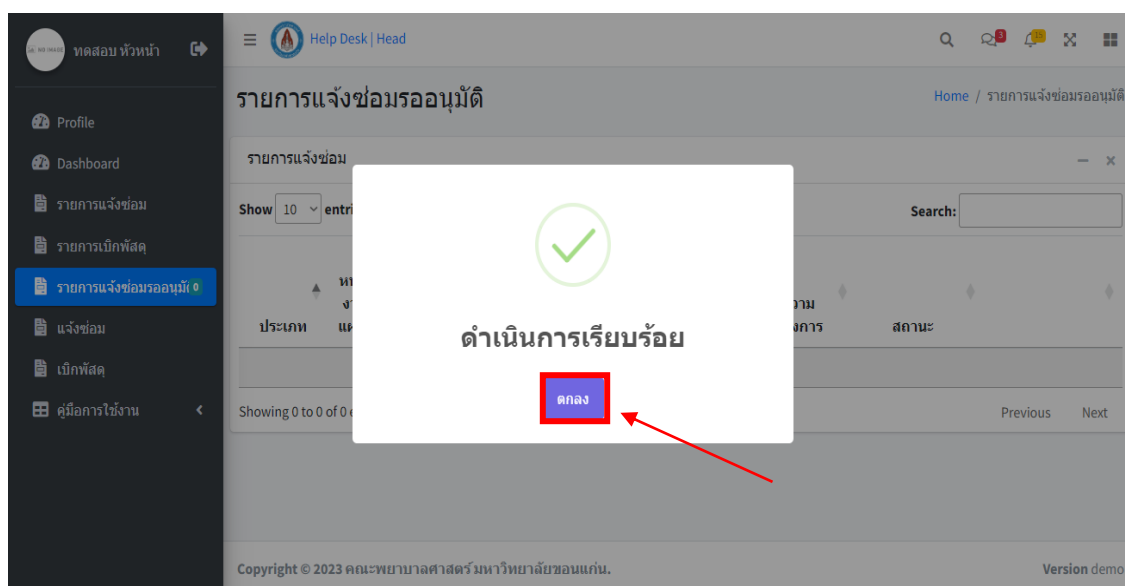 ทดสอบ หัวหน้า
Help Desk | Head
3
15
รายการแจ้งซ่อมรออนุมัติ
Home / รายการแจ้งซ่อมรออนุมัติ
Profile
Dashboard
รายการแจ้งซ่อม
รายการเบิกพัสดุ
รายการแจ้งซ่อมรออนุมัติ 0
แจ้งซ่อม
เบิกพัสดุ
คู่มือการใช้งาน
รายการแจ้งซ่อม
Show 10 entri
Search:
ประเภท
สถานะ
ดำเนินการเรียบร้อย
ตกลง
Showing 0 to 0 of 0 e
Previous Next
Copyright © 2023 คณะพยาบาลศาสตร์ มหาวิทยาลัยขอนแก่น.
Version demo